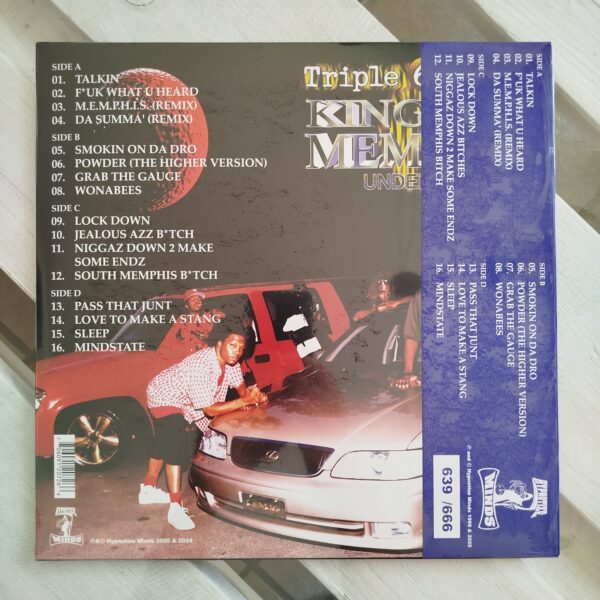 SIDE A
01. TALKIN
02. F*UK WHAT U HEARD
03. M.E.M.P.H.I.S. (REMIX)
04. DA SUMMA' (REMIX)
SIDE B
05. SMOKIN ON DA DRO
06. POWDER (THE HIGHER VERSION)
07. GRAB THE GAUGE
08. WONABEES
SIDE C
09. LOCK DOWN
10. JEALOUS AZZ B*TCH
11. NIGGAZ DOWN 2 MAKE
SOME ENDZ
12. SOUTH MEMPHIS B*TCH
SIDE D
13. PASS THAT JUNT
14. LOVE TO MAKE A STANG
15. SLEEP
16. MINDSTATE
Triple 6
KING
MEM
UNDE
MINDS
℗&© Hypnotize Minds 2000 & 2024
SIDE A
01. TALKIN
02. F*UK WHAT U HEARD
03. M.E.M.P.H.I.S. (REMIX)
04. DA SUMMA' (REMIX)
SIDE B
05. SMOKIN ON DA DRO
06. POWDER (THE HIGHER VERSION)
07. GRAB THE GAUGE
08. WONABEES
SIDE C
09. LOCK DOWN
10. JEALOUS AZZ BITCHES
11. NIGGAZ DOWN 2 MAKE SOME ENDZ
12. SOUTH MEMPHIS BITCH
SIDE D
13. PASS THAT JUNT
14. LOVE TO MAKE A STANG
15. SLEEP
16. MINDSTATE
639 /666
HYPNOTIZE
MINDS